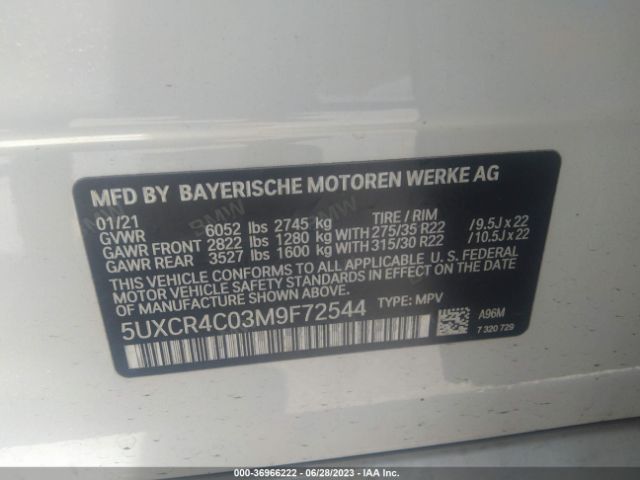 MFD BY BAYERISCHE MOTOREN WERKE AG
01/21 TIRE / RIM
GVWR 6052 lbs 2745 kg
GAWR FRONT 2822 lbs 1280 kg WITH 275/35 R22 /9.5J x 22
GAWR REAR 3527 lbs 1600 kg WITH 315/30 R22 /10.5J x 22
THIS VEHICLE CONFORMS TO ALL APPLICABLE U. S. FEDERAL
MOTOR VEHICLE SAFETY STANDARDS IN EFFECT ON THE
DATE OF MANUFACTURE SHOWN ABOVE.
5UXCR4C03M9F72544 TYPE: MPV
A96M
7 320 729
000-36966222 - 06/28/2023 - IAA Inc.